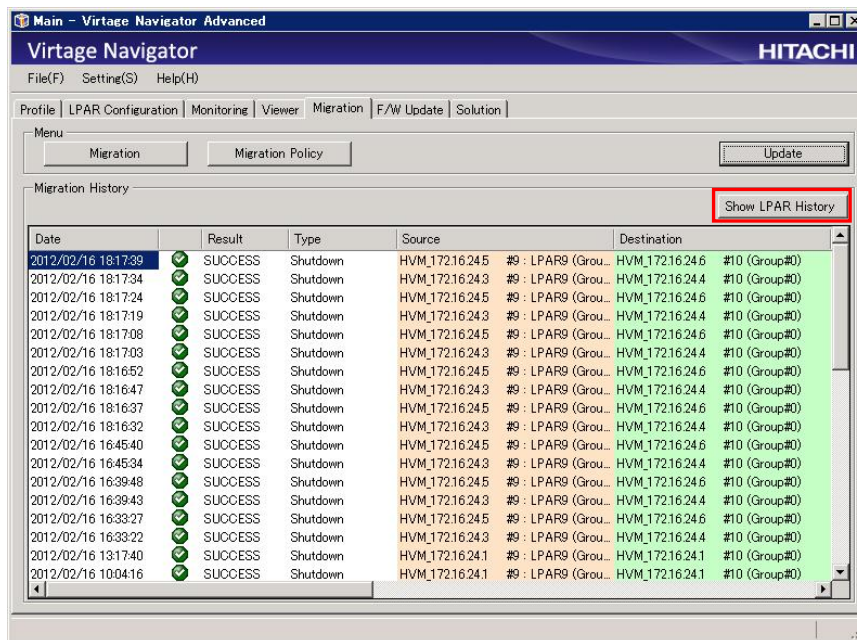 Main - Virtage Navigator Advanced
Virtage Navigator HITACHI
File(F) Setting(S) Help(H)
Profile LPAR Configuration Monitoring Viewer Migration F/W Update Solution
Menu
Migration Migration Policy Update
Migration History
Show LPAR History
Date Result Type Source Destination
2012/02/16 18:17:39 SUCCESS Shutdown HVM_172.16.24.5 #9 : LPAR9 (Grou... HVM_172.16.24.6 #10 (Group#0)
2012/02/16 18:17:34 SUCCESS Shutdown HVM_172.16.24.3 #9 : LPAR9 (Grou... HVM_172.16.24.4 #10 (Group#0)
2012/02/16 18:17:24 SUCCESS Shutdown HVM_172.16.24.5 #9 : LPAR9 (Grou... HVM_172.16.24.6 #10 (Group#0)
2012/02/16 18:17:19 SUCCESS Shutdown HVM_172.16.24.3 #9 : LPAR9 (Grou... HVM_172.16.24.4 #10 (Group#0)
2012/02/16 18:17:08 SUCCESS Shutdown HVM_172.16.24.5 #9 : LPAR9 (Grou... HVM_172.16.24.6 #10 (Group#0)
2012/02/16 18:17:03 SUCCESS Shutdown HVM_172.16.24.3 #9 : LPAR9 (Grou... HVM_172.16.24.4 #10 (Group#0)
2012/02/16 18:16:52 SUCCESS Shutdown HVM_172.16.24.5 #9 : LPAR9 (Grou... HVM_172.16.24.6 #10 (Group#0)
2012/02/16 18:16:47 SUCCESS Shutdown HVM_172.16.24.3 #9 : LPAR9 (Grou... HVM_172.16.24.4 #10 (Group#0)
2012/02/16 18:16:37 SUCCESS Shutdown HVM_172.16.24.5 #9 : LPAR9 (Grou... HVM_172.16.24.6 #10 (Group#0)
2012/02/16 18:16:32 SUCCESS Shutdown HVM_172.16.24.3 #9 : LPAR9 (Grou... HVM_172.16.24.4 #10 (Group#0)
2012/02/16 16:45:40 SUCCESS Shutdown HVM_172.16.24.5 #9 : LPAR9 (Grou... HVM_172.16.24.6 #10 (Group#0)
2012/02/16 16:45:34 SUCCESS Shutdown HVM_172.16.24.3 #9 : LPAR9 (Grou... HVM_172.16.24.4 #10 (Group#0)
2012/02/16 16:39:48 SUCCESS Shutdown HVM_172.16.24.5 #9 : LPAR9 (Grou... HVM_172.16.24.6 #10 (Group#0)
2012/02/16 16:39:43 SUCCESS Shutdown HVM_172.16.24.3 #9 : LPAR9 (Grou... HVM_172.16.24.4 #10 (Group#0)
2012/02/16 16:33:27 SUCCESS Shutdown HVM_172.16.24.5 #9 : LPAR9 (Grou... HVM_172.16.24.6 #10 (Group#0)
2012/02/16 16:33:22 SUCCESS Shutdown HVM_172.16.24.3 #9 : LPAR9 (Grou... HVM_172.16.24.4 #10 (Group#0)
2012/02/16 13:17:40 SUCCESS Shutdown HVM_172.16.24.1 #9 : LPAR9 (Grou... HVM_172.16.24.1 #10 (Group#0)
2012/02/16 10:04:16 SUCCESS Shutdown HVM_172.16.24.1 #9 : LPAR9 (Grou... HVM_172.16.24.1 #10 (Group#0)